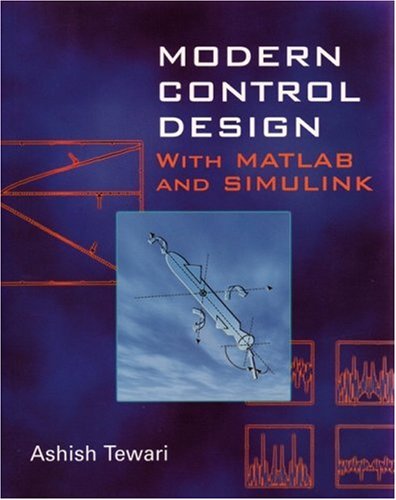 MODERN
CONTROL
DESIGN
WITH MATLAB
AND SIMULINK
Ashish Tewari